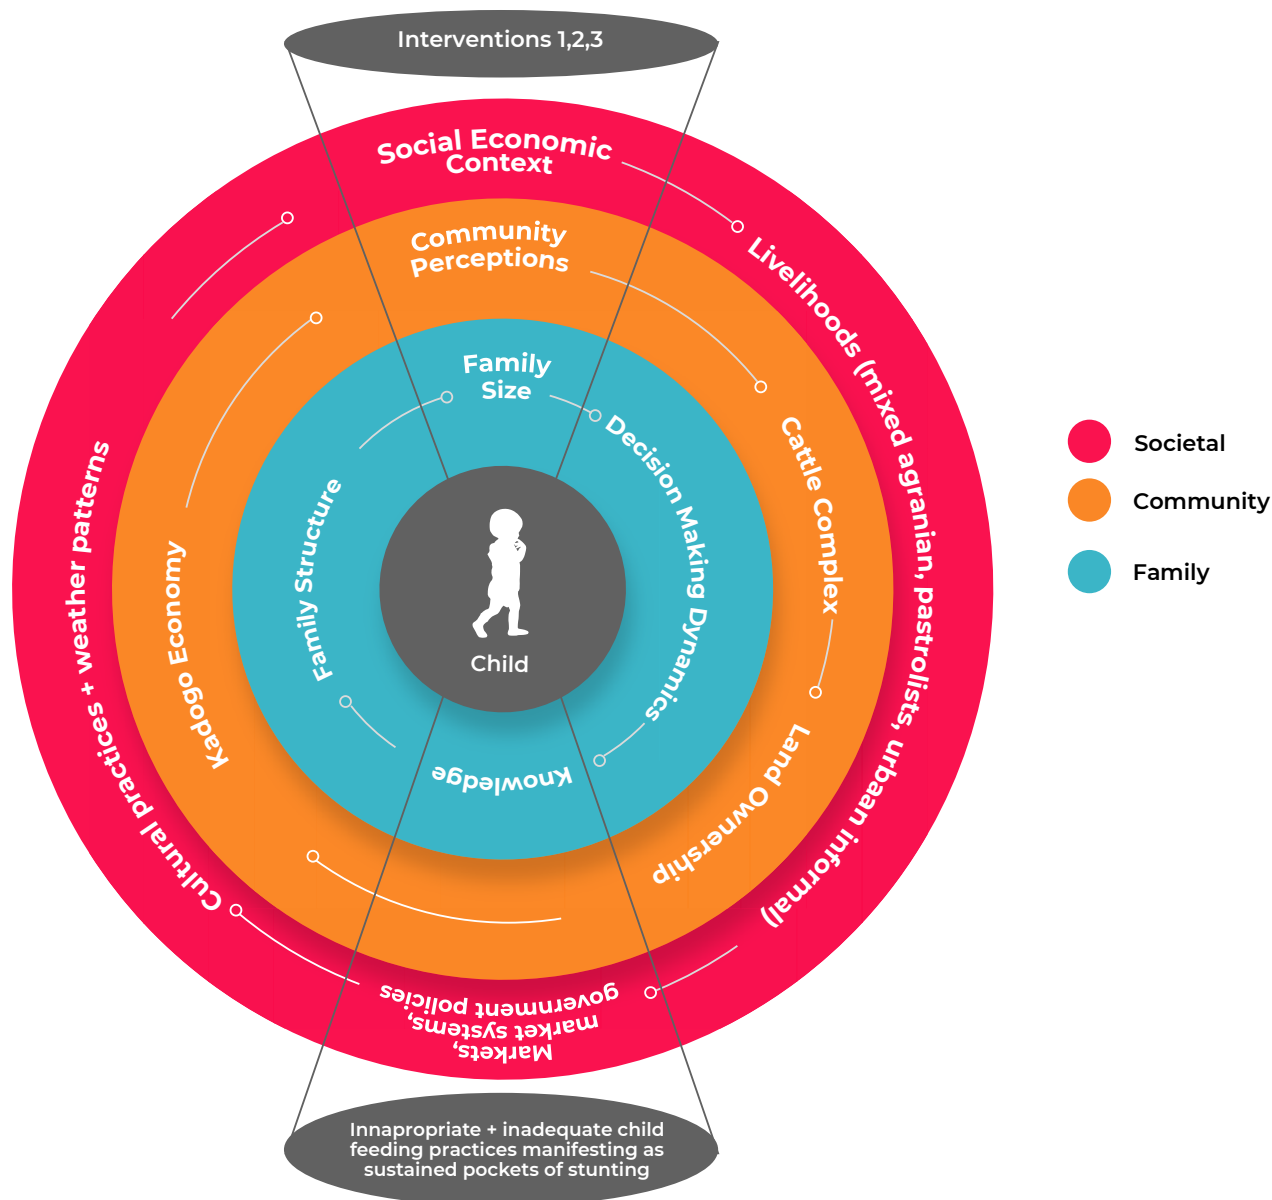 Interventions 1,2,3
Social Economic
Context
Livelihoods (mixed agranian, pastrolists, urbaan informal)
Markets,
market systems,
government policies
Cultural practices + weather patterns
Community
Perceptions
Cattle Complex
Land Ownership
Kadogo Economy
Family
Size
Decision Making Dynamics
Knowledge
Family Structure
Child
Innapropriate + inadequate child
feeding practices manifesting as
sustained pockets of stunting
Societal
Community
Family